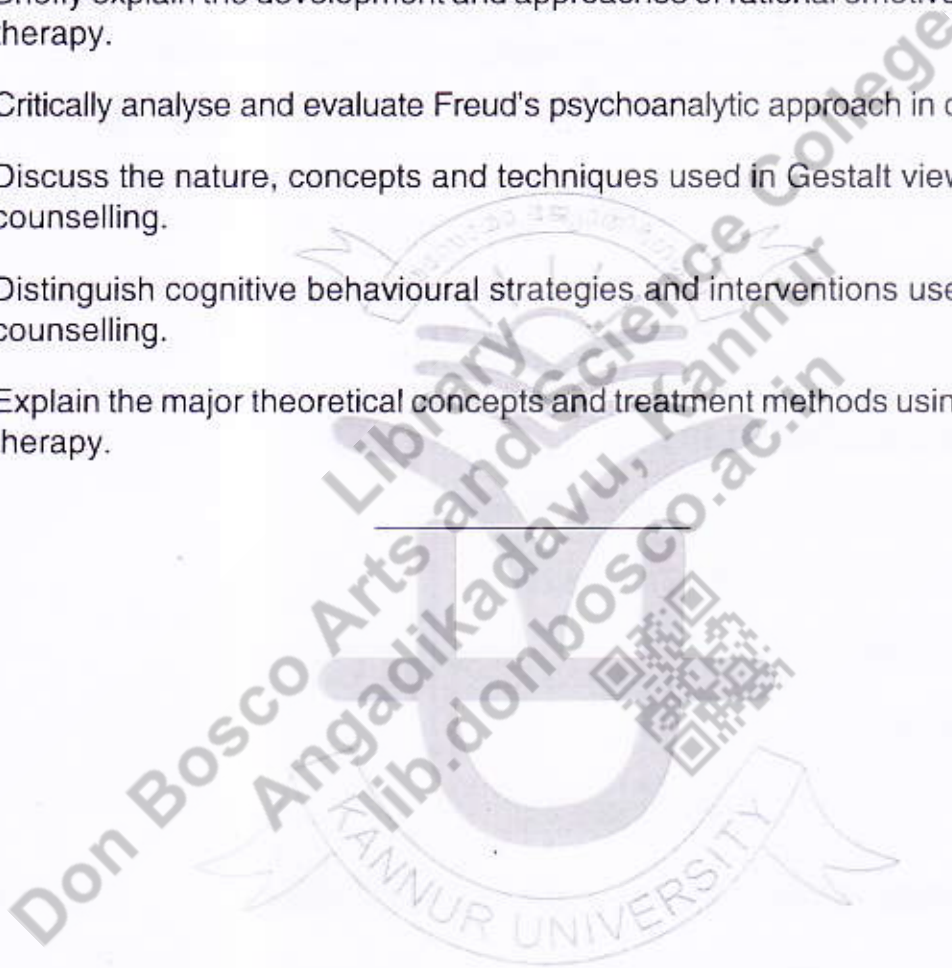 Briefly explain the development and approaches of rational emotive
therapy.
Critically analyse and evaluate Freud's psychoanalytic approach in
Discuss the nature, concepts and techniques used in Gestalt view
counselling.
Distinguish cognitive behavioural strategies and interventions use
counselling.
Explain the major theoretical concepts and treatment methods usin
therapy.
Library
Don Bosco Arts and Science College
Angadikadavu, Kannur
lib.donbosco.ac.in
KANNUR UNIVERSITY